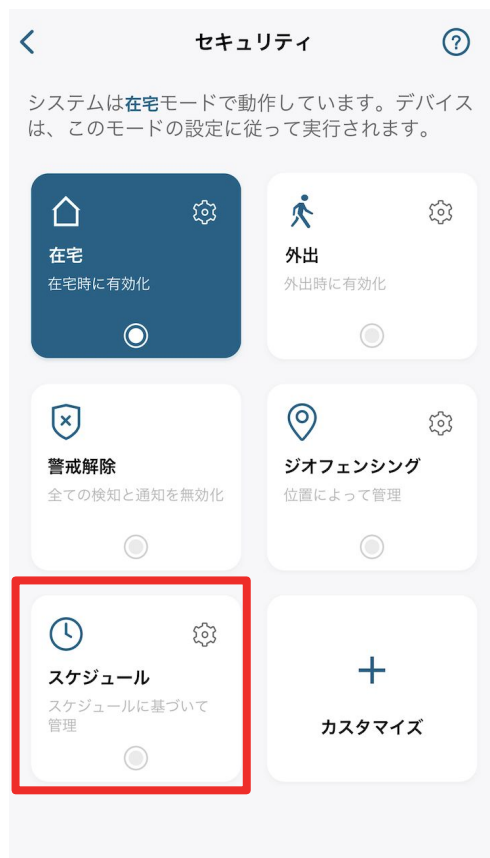 セキュリティ
システムは在宅モードで動作しています。デバイス
は、このモードの設定に従って実行されます。
在宅
在宅時に有効化
外出
外出時に有効化
警戒解除
全ての検知と通知を無効化
ジオフェンシング
位置によって管理
スケジュール
スケジュールに基づいて
管理
カスタマイズ